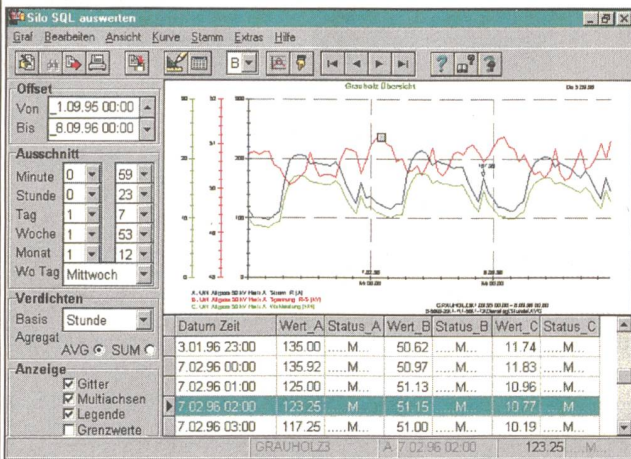 Silo SQL auswerten
Graf Bearbeiten Ansicht Kurve Stamm Extras Hilfe
B
Offset
Von _1.09.95 00:00
Bis _8.09.96 00:00
Ausschnitt
Minute 0 59
Stunde 0 23
Tag 1 7
Woche 1 53
Monat 1 12
Wo Tag Mittwoch
Verdichten
Basis Stunde
Agregat
AVG SUM
Anzeige
Gitter
Multiachsen
Legende
Grenzwerte
Grauholz Übersicht
Datum Zeit Wert_A Status_A Wert_B Status_B Wert_C Status_C
3.01.96 23:00 135.00 .....M... 50.62 ....M... 11.74 ....M...
7.02.96 00:00 135.92 .....M... 50.97 ....M... 11.83 ....M...
7.02.96 01:00 125.00 .....M... 51.13 ....M... 10.96 ....M...
7.02.96 02:00 123.25 M 51.15 M 10.77 M
7.02.96 03:00 117.25 .....M... 51.00 ....M... 10.19 ....M...
GRAUHOLZ3 A 7.02.96 02:00 123.25 ....M...